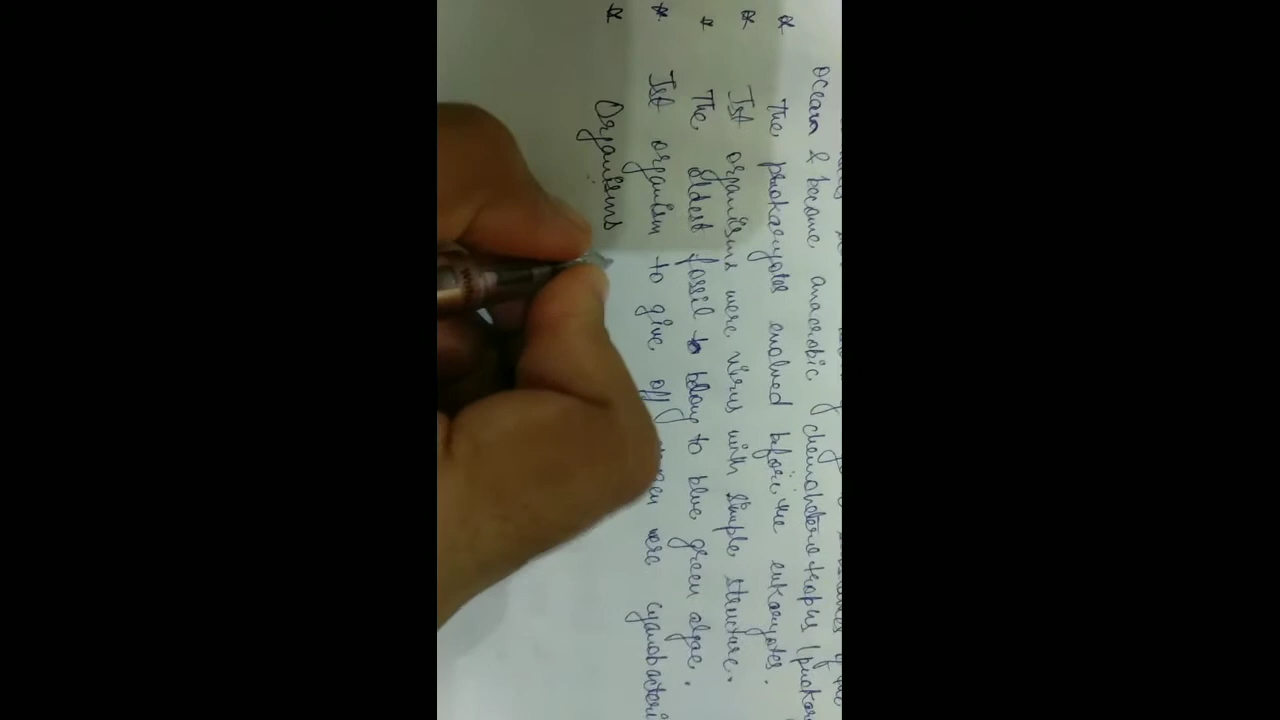 Ocean & become anaerobic chemoheterotrophs (prokar
* The prokaryotes evolved before the eukaryotes.
* Ist organisms were virus with simple structure.
* The oldest fossil to belong to blue green algae.
* Ist organism to give off were cyanobacteri
* Organisms